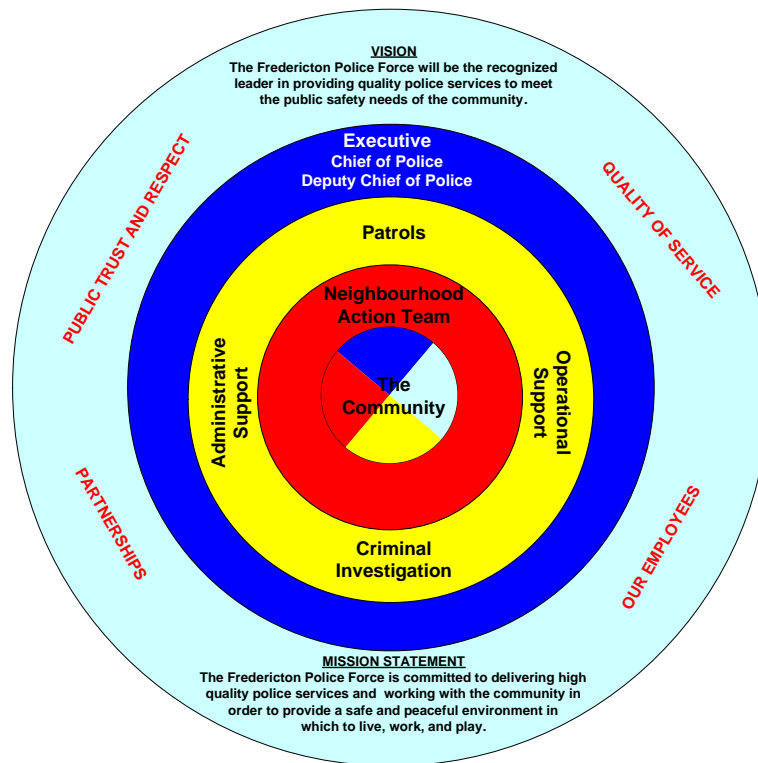 VISION
The Fredericton Police Force will be the recognized
leader in providing quality police services to meet
the public safety needs of the community.
PUBLIC TRUST AND RESPECT
QUALITY OF SERVICE
Executive
Chief of Police
Deputy Chief of Police
Patrols
Neighbourhood
Action Team
Administrative
Support
The
Community
Operational
Support
Criminal
Investigation
PARTNERSHIPS
OUR EMPLOYEES
MISSION STATEMENT
The Fredericton Police Force is committed to delivering high
quality police services and  working with the community in
order to provide a safe and peaceful environment in
which to live, work, and play.